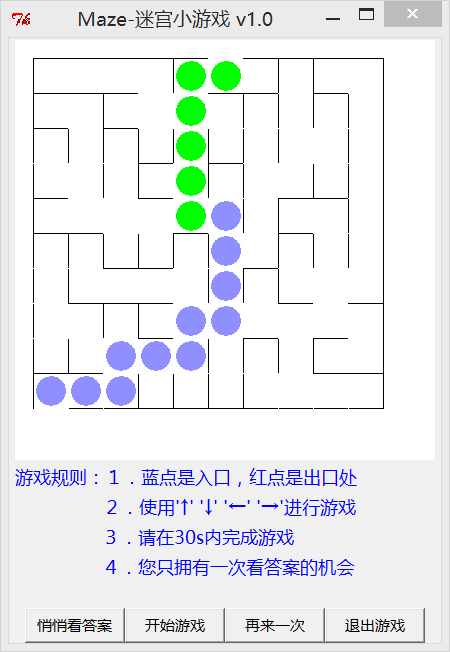 Maze-迷宫小游戏 v1.0
游戏规则：１．蓝点是入口，红点是出口处
２．使用'↑' '↓' '←' '→'进行游戏
３．请在30s内完成游戏
４．您只拥有一次看答案的机会
悄悄看答案 开始游戏 再来一次 退出游戏